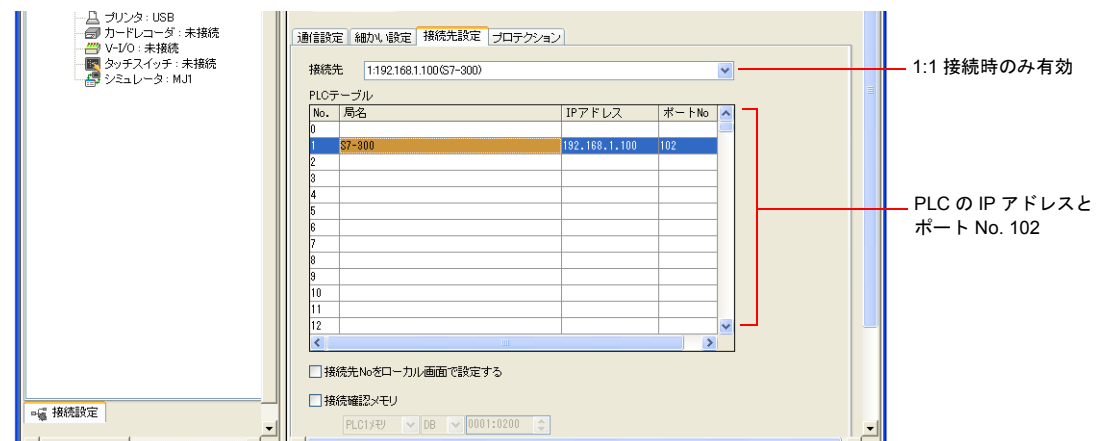 プリンタ : USB
カードレコーダ : 未接続
V-I/O : 未接続
タッチスイッチ : 未接続
シミュレータ : MJ1
接続設定
通信設定 細かい設定 接続先設定 プロテクション
接続先 1:192.168.1.100(S7-300)
PLCテーブル
No. 局名 IPアドレス ポートNo
0
1 S7-300 192.168.1.100 102
2
3
4
5
6
7
8
9
10
11
12
接続先Noをローカル画面で設定する
接続確認メモリ
PLC1メモリ DB 0001:0200
1:1 接続時のみ有効
PLC の IP アドレスと
ポート No. 102